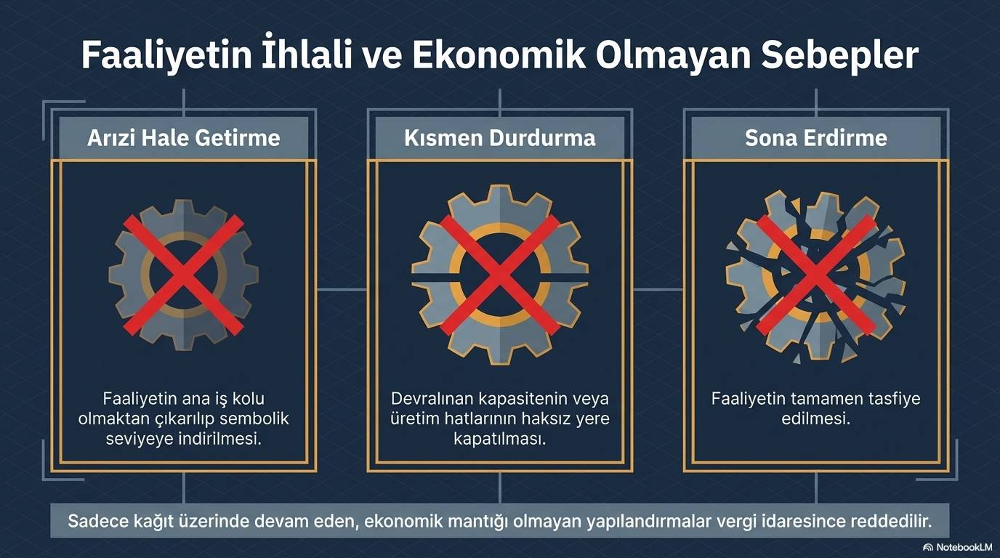 Faaliyetin İhlali ve Ekonomik Olmayan Sebepler
Arızi Hale Getirme
Faaliyetin ana iş kolu
olmaktan çıkarılıp sembolik
seviyeye indirilmesi.
Kısmen Durdurma
Devralınan kapasitenin veya
üretim hatlarının haksız yere
kapatılması.
Sona Erdirme
Faaliyetin tamamen tasfiye
edilmesi.
Sadece kağıt üzerinde devam eden, ekonomik mantığı olmayan yapılandırmalar vergi idaresince reddedilir.
NotebookLM